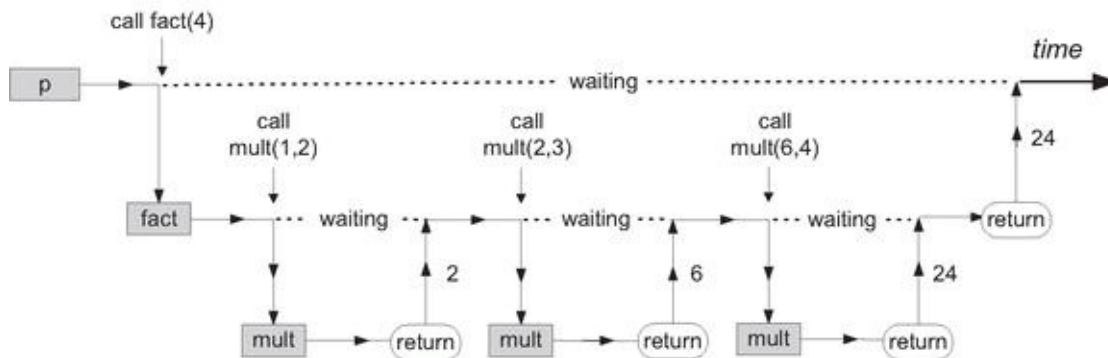 call fact(4)
time
p
waiting
call
mult(1,2)
call
mult(2,3)
call
mult(6,4)
24
fact
waiting
waiting
waiting
return
2
6
24
mult
return
mult
return
mult
return